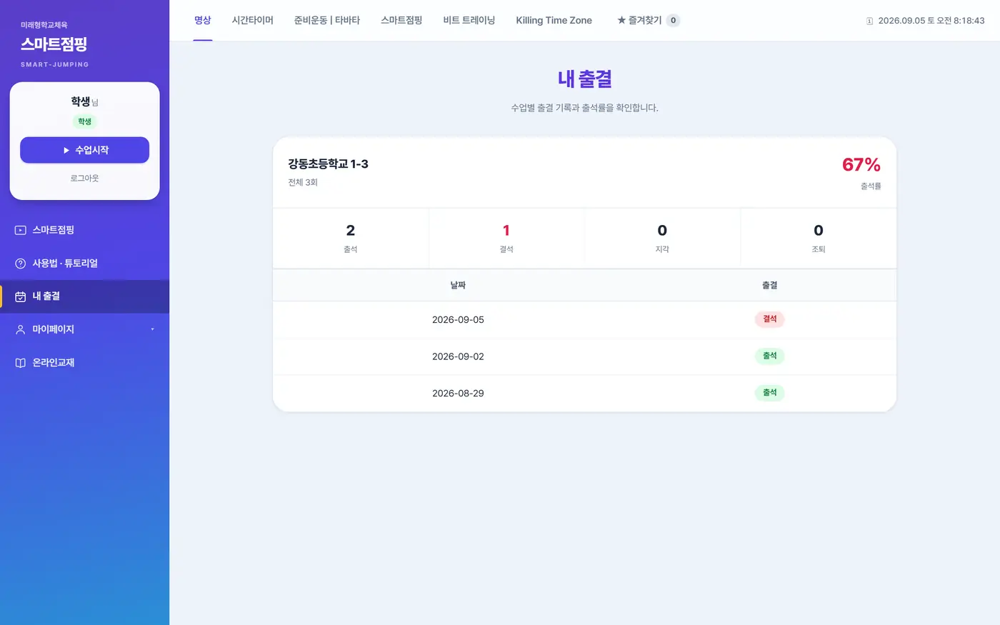 미래형학교체육
스마트점핑
SMART-JUMPING
학생님
학생
수업시작
로그아웃
스마트점핑
사용법 · 튜토리얼
내 출결
마이페이지
온라인교재
명상
시간타이머
준비운동 | 타바타
스마트점핑
비트 트레이닝
Killing Time Zone
★ 즐겨찾기 0
2026.09.05 토 오전 8:18:43
내 출결
수업별 출결 기록과 출석률을 확인합니다.
강동초등학교 1-3
전체 3회
67%
출석률
2
출석
1
결석
0
지각
0
조퇴
날짜 출결
2026-09-05 결석
2026-09-02 출석
2026-08-29 출석